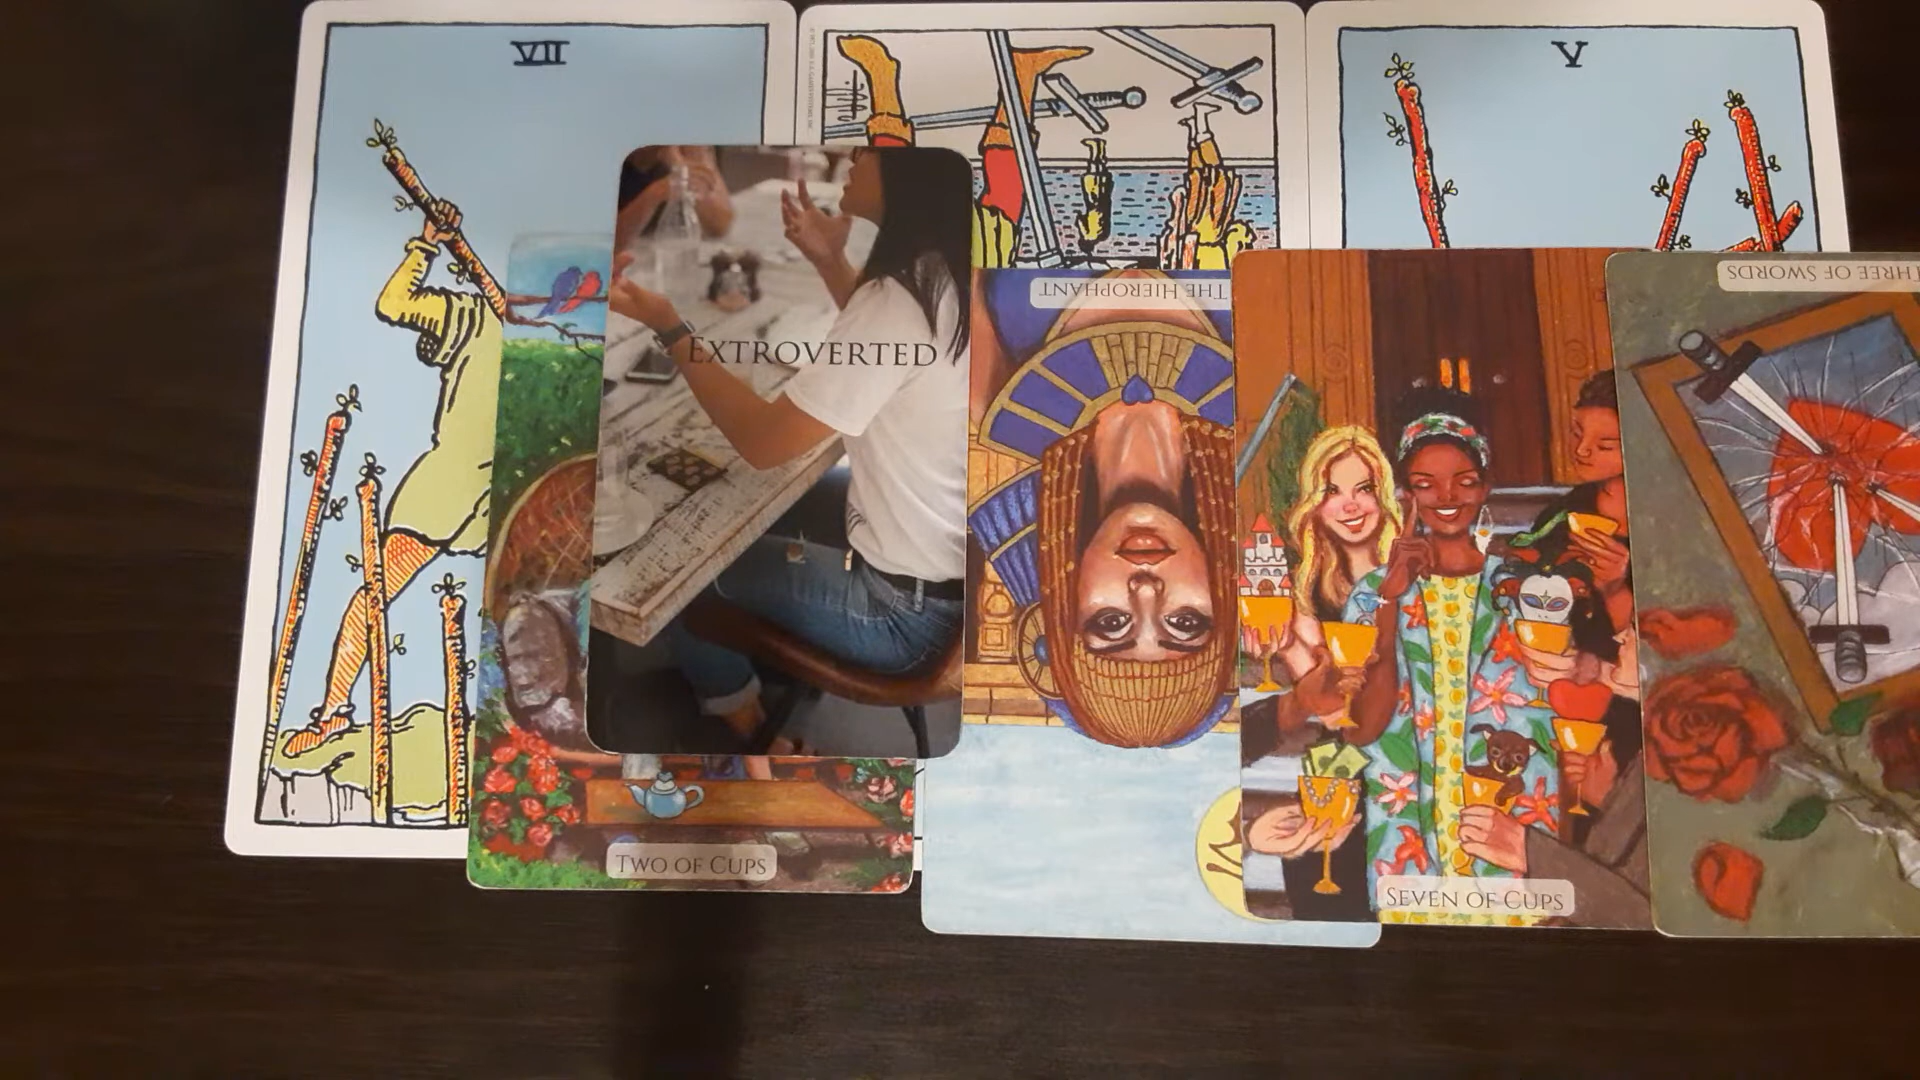 VII
V
THE HIEROPHANT
THREE OF SWORDS
EXTROVERTED
TWO OF CUPS
SEVEN OF CUPS